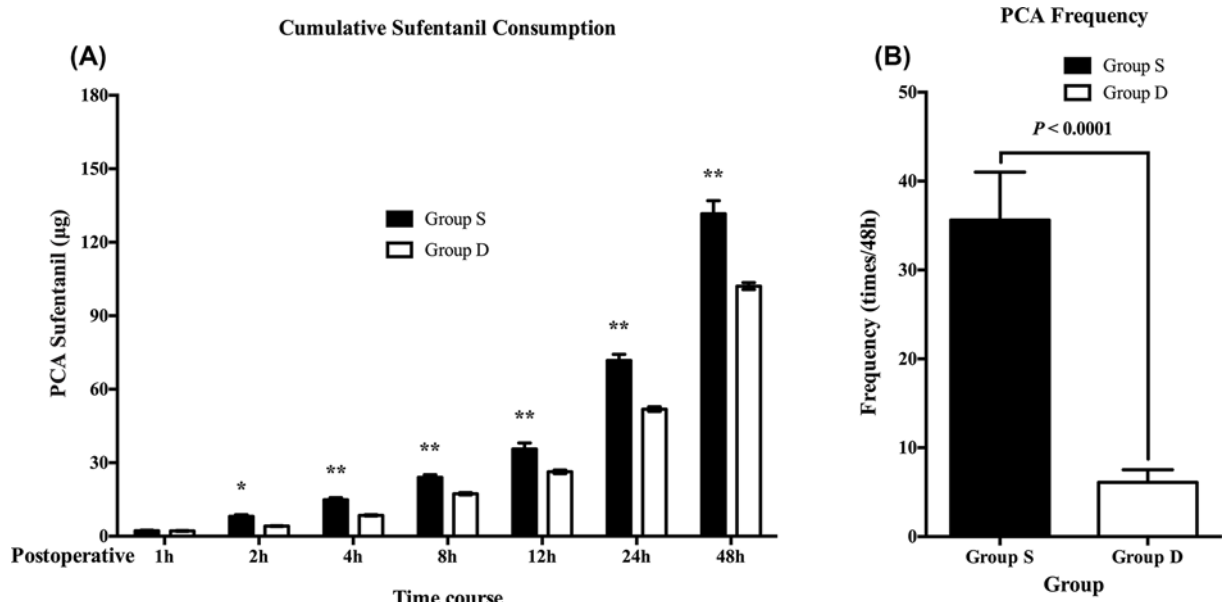 Cumulative Sufentanil Consumption
(A)
180
150
120
90
60
30
0
PCA Sufentanil (µg)
Group S
Group D
*
**
**
**
**
**
Postoperative 1h 2h 4h 8h 12h 24h 48h
Time course
PCA Frequency
(B)
Group S
Group D
P < 0.0001
50
40
30
20
10
0
Frequency (times/48h)
Group S Group D
Group